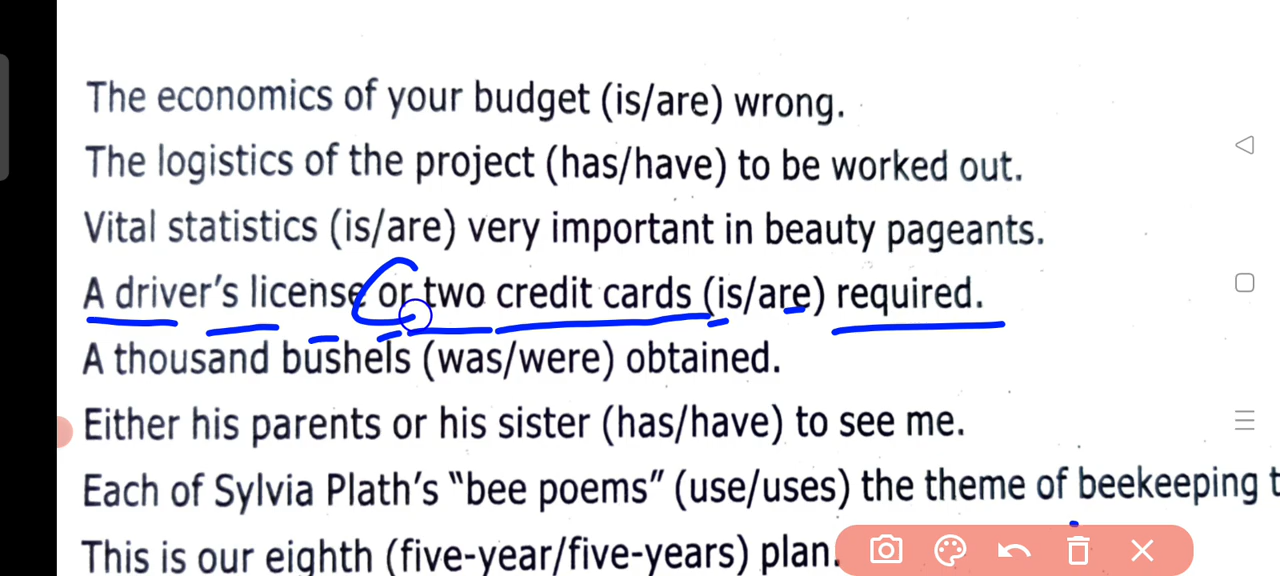 The economics of your budget (is/are) wrong.
The logistics of the project (has/have) to be worked out.
Vital statistics (is/are) very important in beauty pageants.
A driver's license or two credit cards (is/are) required.
A thousand bushels (was/were) obtained.
Either his parents or his sister (has/have) to see me.
Each of Sylvia Plath's "bee poems" (use/uses) the theme of beekeeping t
This is our eighth (five-year/five-years) plan.